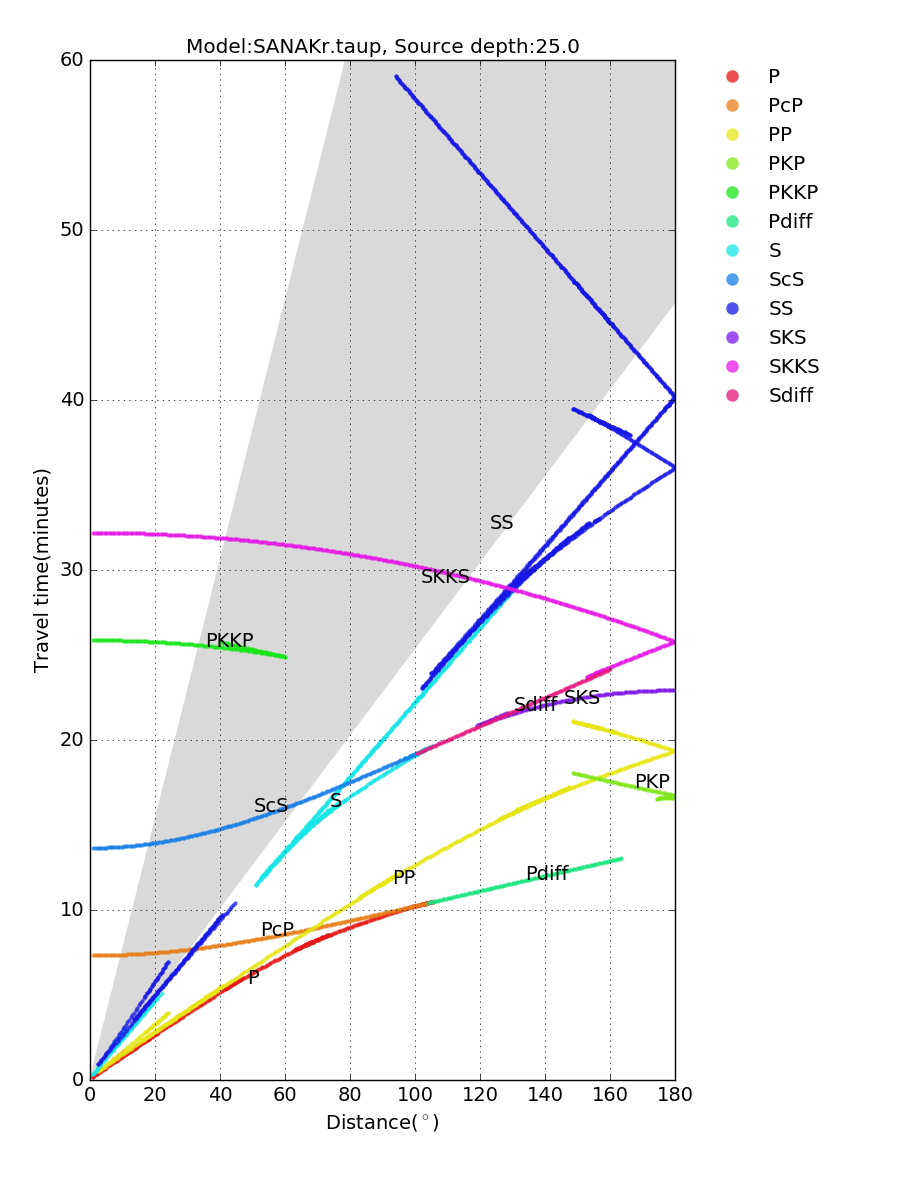 Model:SANAKr.taup, Source depth:25.0
60
50
40
30
20
10
0
Travel time(minutes)
SS
SKKS
PKKP
Sdiff
SKS
ScS
S
PKP
PP
Pdiff
PcP
P
0 20 40 60 80 100 120 140 160 180
Distance(°)
P
PcP
PP
PKP
PKKP
Pdiff
S
ScS
SS
SKS
SKKS
Sdiff